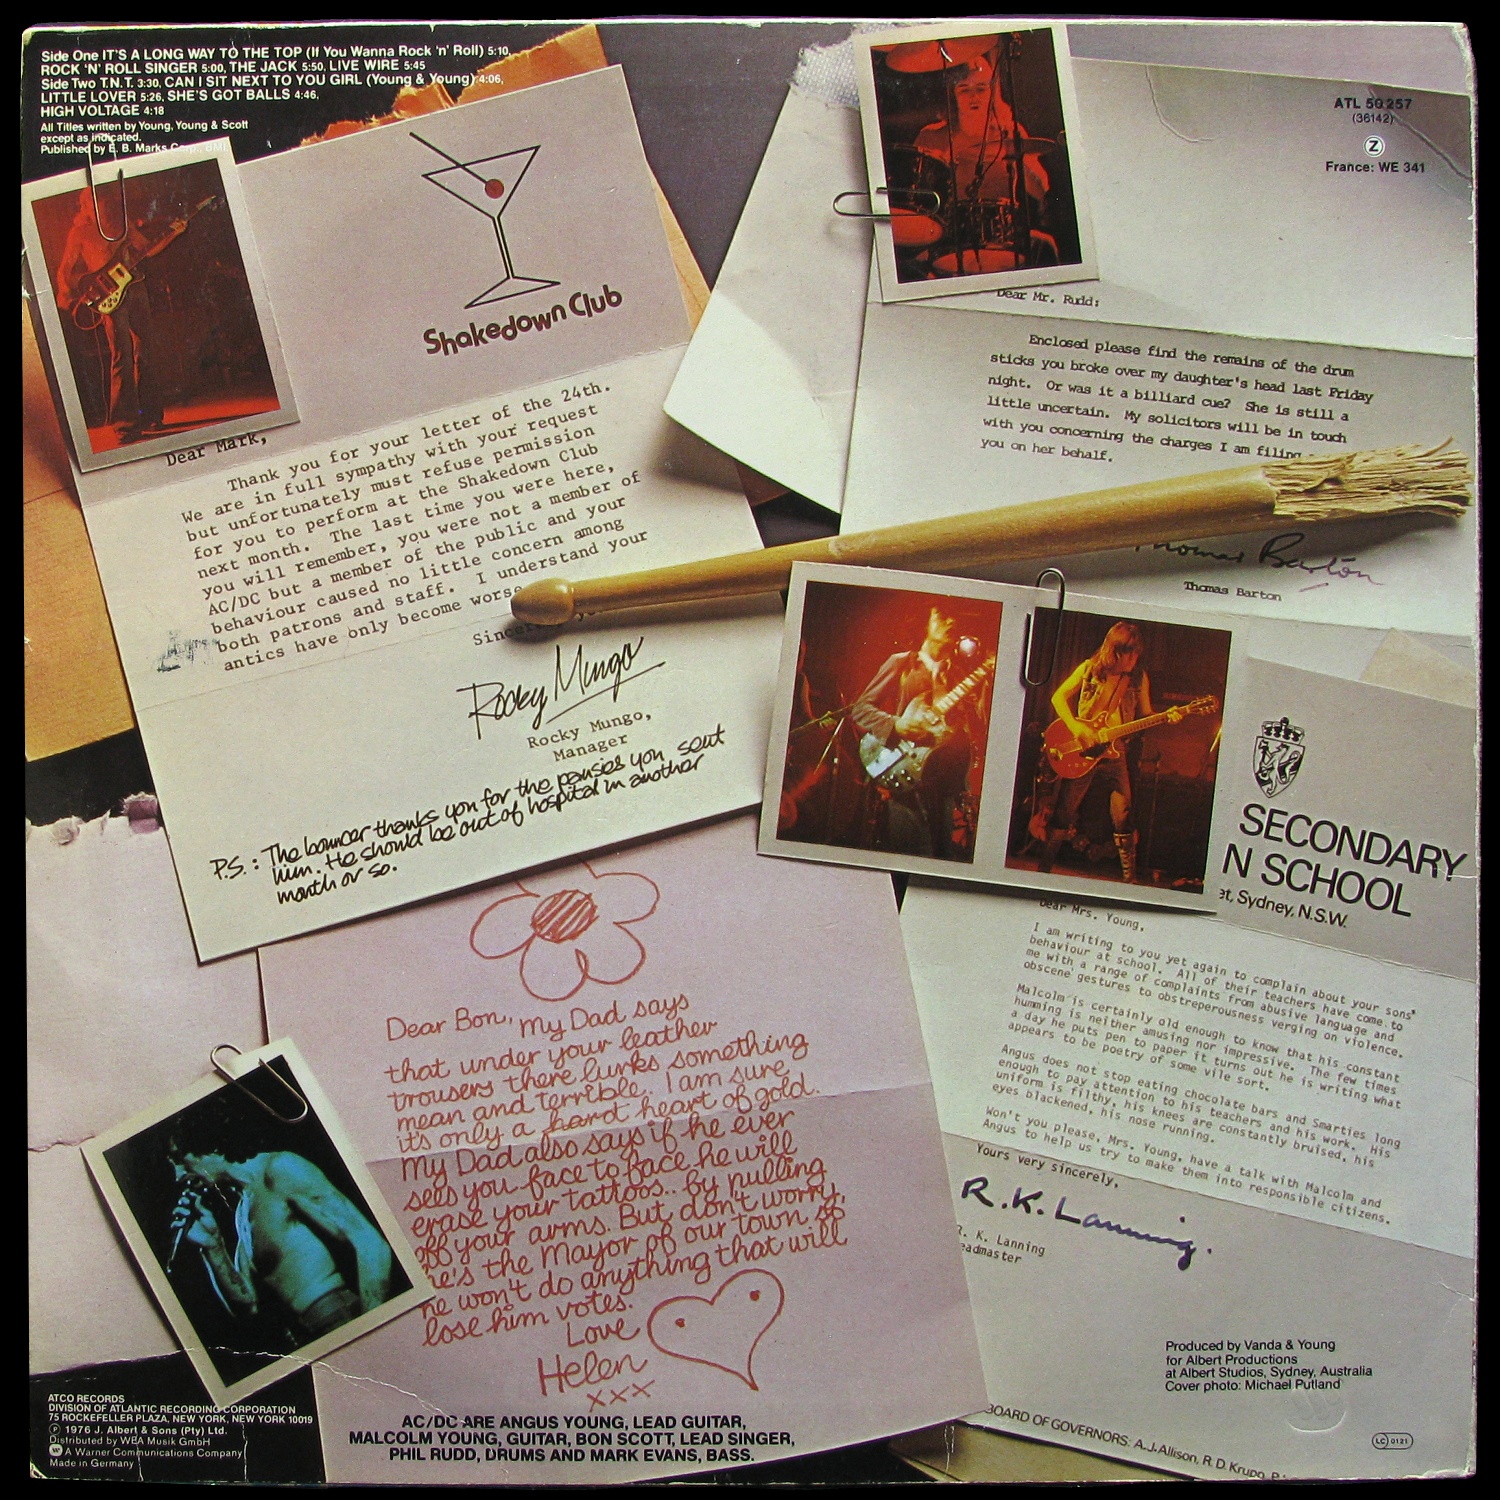 Side One IT'S A LONG WAY TO THE TOP (If You Wanna Rock 'n' Roll) 5:10,
ROCK 'N' ROLL SINGER 5:00, THE JACK 5:50, LIVE WIRE 5:45
Side Two T.N.T. 3:30, CAN I SIT NEXT TO YOU GIRL (Young & Young) 4:06,
LITTLE LOVER 5:26, SHE'S GOT BALLS 4:46,
HIGH VOLTAGE 4:18
All Titles written by Young, Young & Scott
except as indicated.
Published by E. B. Marks Corp., BMI
ATL 50 257
(36142)
Z
France: WE 341
Shakedown Club
Dear Mark,
Thank you for your letter of the 24th.
We are in full sympathy with your request
but unfortunately must refuse permission
for you to perform at the Shakedown Club
next month. The last time you were here,
you will remember, you were not a member of
AC/DC but a member of the public and your
behaviour caused no little concern among
both patrons and staff. I understand your
antics have only become worse
Rocky Mungo
Rocky Mungo,
Manager
P.S.: The bouncer thanks you for the pansies you sent
him. He should be out of hospital in another
month or so.
Dear Mr. Rudd:
Enclosed please find the remains of the drum
sticks you broke over my daughter's head last Friday
night. Or was it a billiard cue? She is still a
little uncertain. My solicitors will be in touch
with you concerning the charges I am filing
you on her behalf.
Thomas Barton
Thomas Barton
SECONDARY
N SCHOOL
et, Sydney, N.S.W.
Dear Mrs. Young,
I am writing to you yet again to complain about your sons'
behaviour at school. All of their teachers have come to
me with a range of complaints from abusive language and
obscene gestures to obstreperousness verging on violence.
Malcolm is certainly old enough to know that his constant
humming is neither amusing nor impressive. The few times
a day he puts pen to paper it turns out he is writing what
appears to be poetry of some vile sort.
Angus does not stop eating chocolate bars and Smarties long
enough to pay attention to his teachers and his work. His
uniform is filthy, his knees are constantly bruised, his
eyes blackened, his nose running.
Won't you please, Mrs. Young, have a talk with Malcolm and
Angus to help us try to make them into responsible citizens.
Yours very sincerely,
R.K. Lanning.
R. K. Lanning
eadmaster
Dear Bon, My Dad says
that under your leather
trousers there lurks something
mean and terrible. I am sure
it's only a hard heart of gold.
My Dad also says if he ever
sees you face to face he will
erase your tattoos.. by pulling
off your arms. But don't worry,
he's the Mayor of our town so
he won't do anything that will
lose him votes.
Love
Helen
xxx
Produced by Vanda & Young
for Albert Productions
at Albert Studios, Sydney, Australia
Cover photo: Michael Putland
BOARD OF GOVERNORS: A.J. Allison, R. D. Krupp,
LC 0121
ATCO RECORDS
DIVISION OF ATLANTIC RECORDING CORPORATION
75 ROCKEFELLER PLAZA, NEW YORK, NEW YORK 10019
℗ 1976 J. Albert & Sons (Pty) Ltd.
Distributed by WEA Musik GmbH
A Warner Communications Company
Made in Germany
AC/DC ARE ANGUS YOUNG, LEAD GUITAR,
MALCOLM YOUNG, GUITAR, BON SCOTT, LEAD SINGER,
PHIL RUDD, DRUMS AND MARK EVANS, BASS.